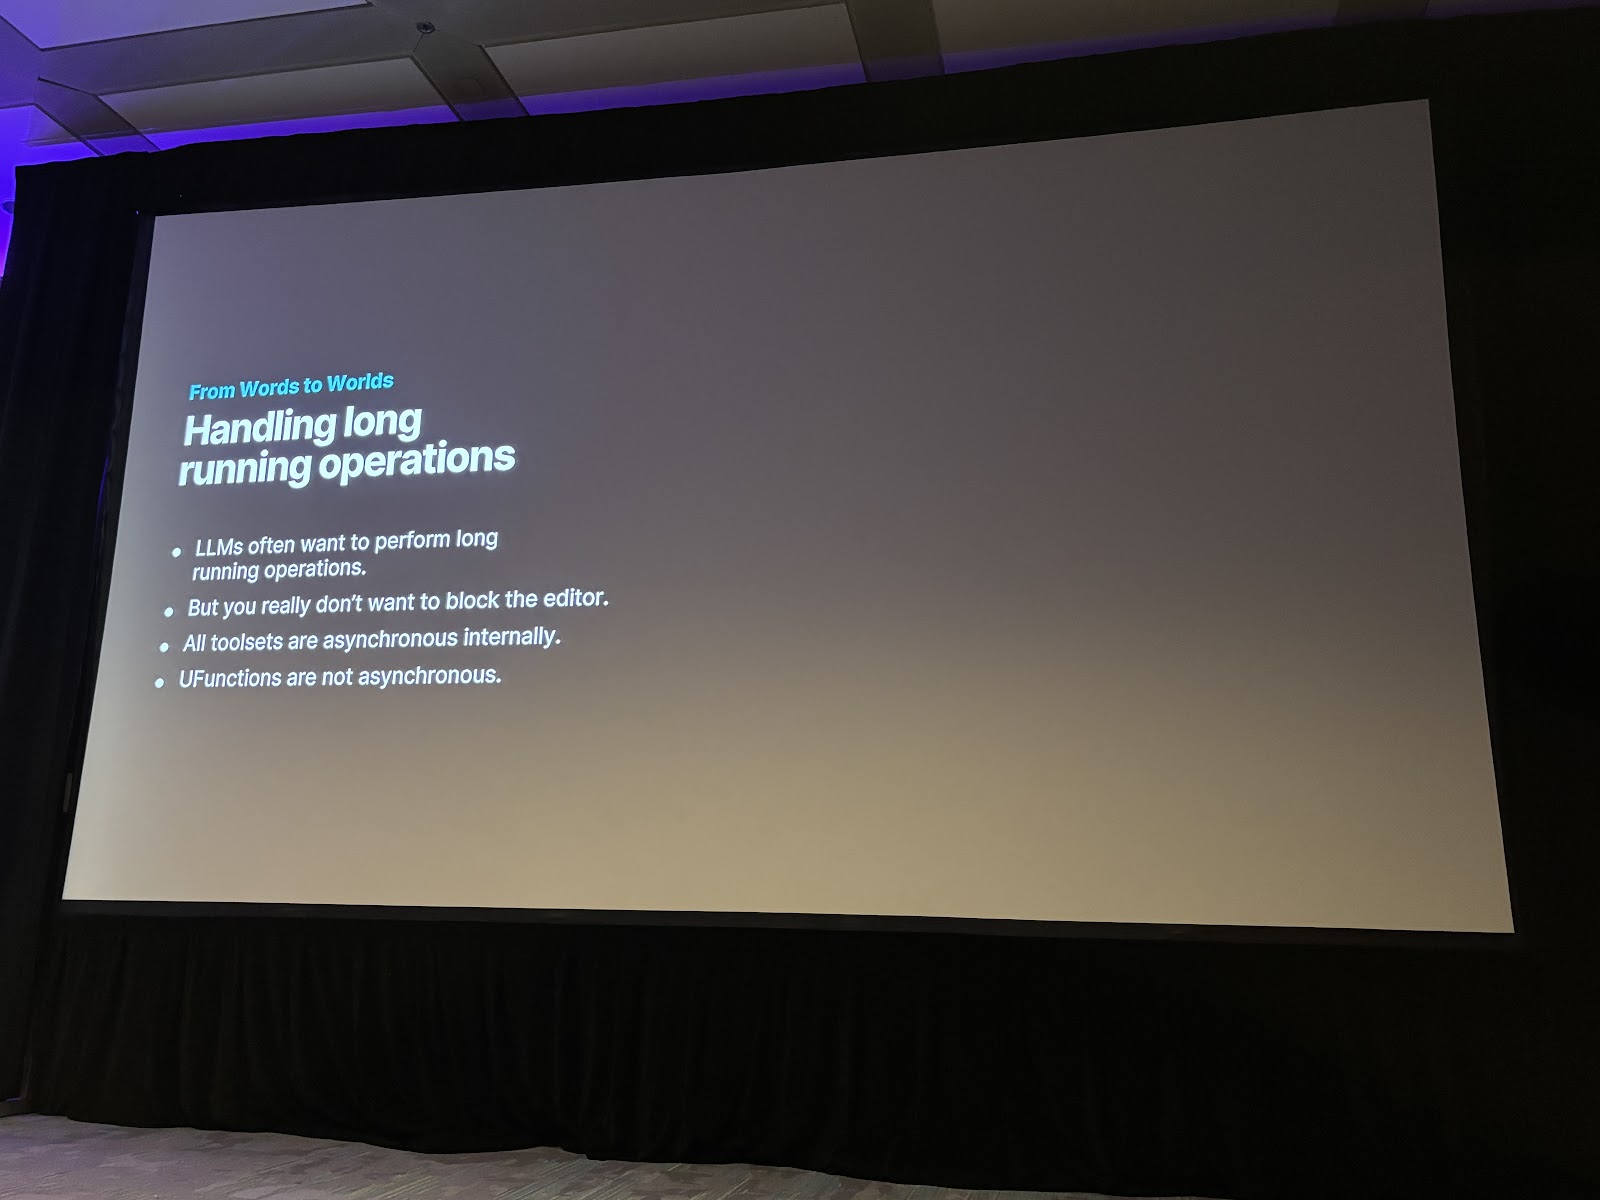 From Words to Worlds
Handling long
running operations
• LLMs often want to perform long
running operations.
• But you really don't want to block the editor.
• All toolsets are asynchronous internally.
• UFunctions are not asynchronous.